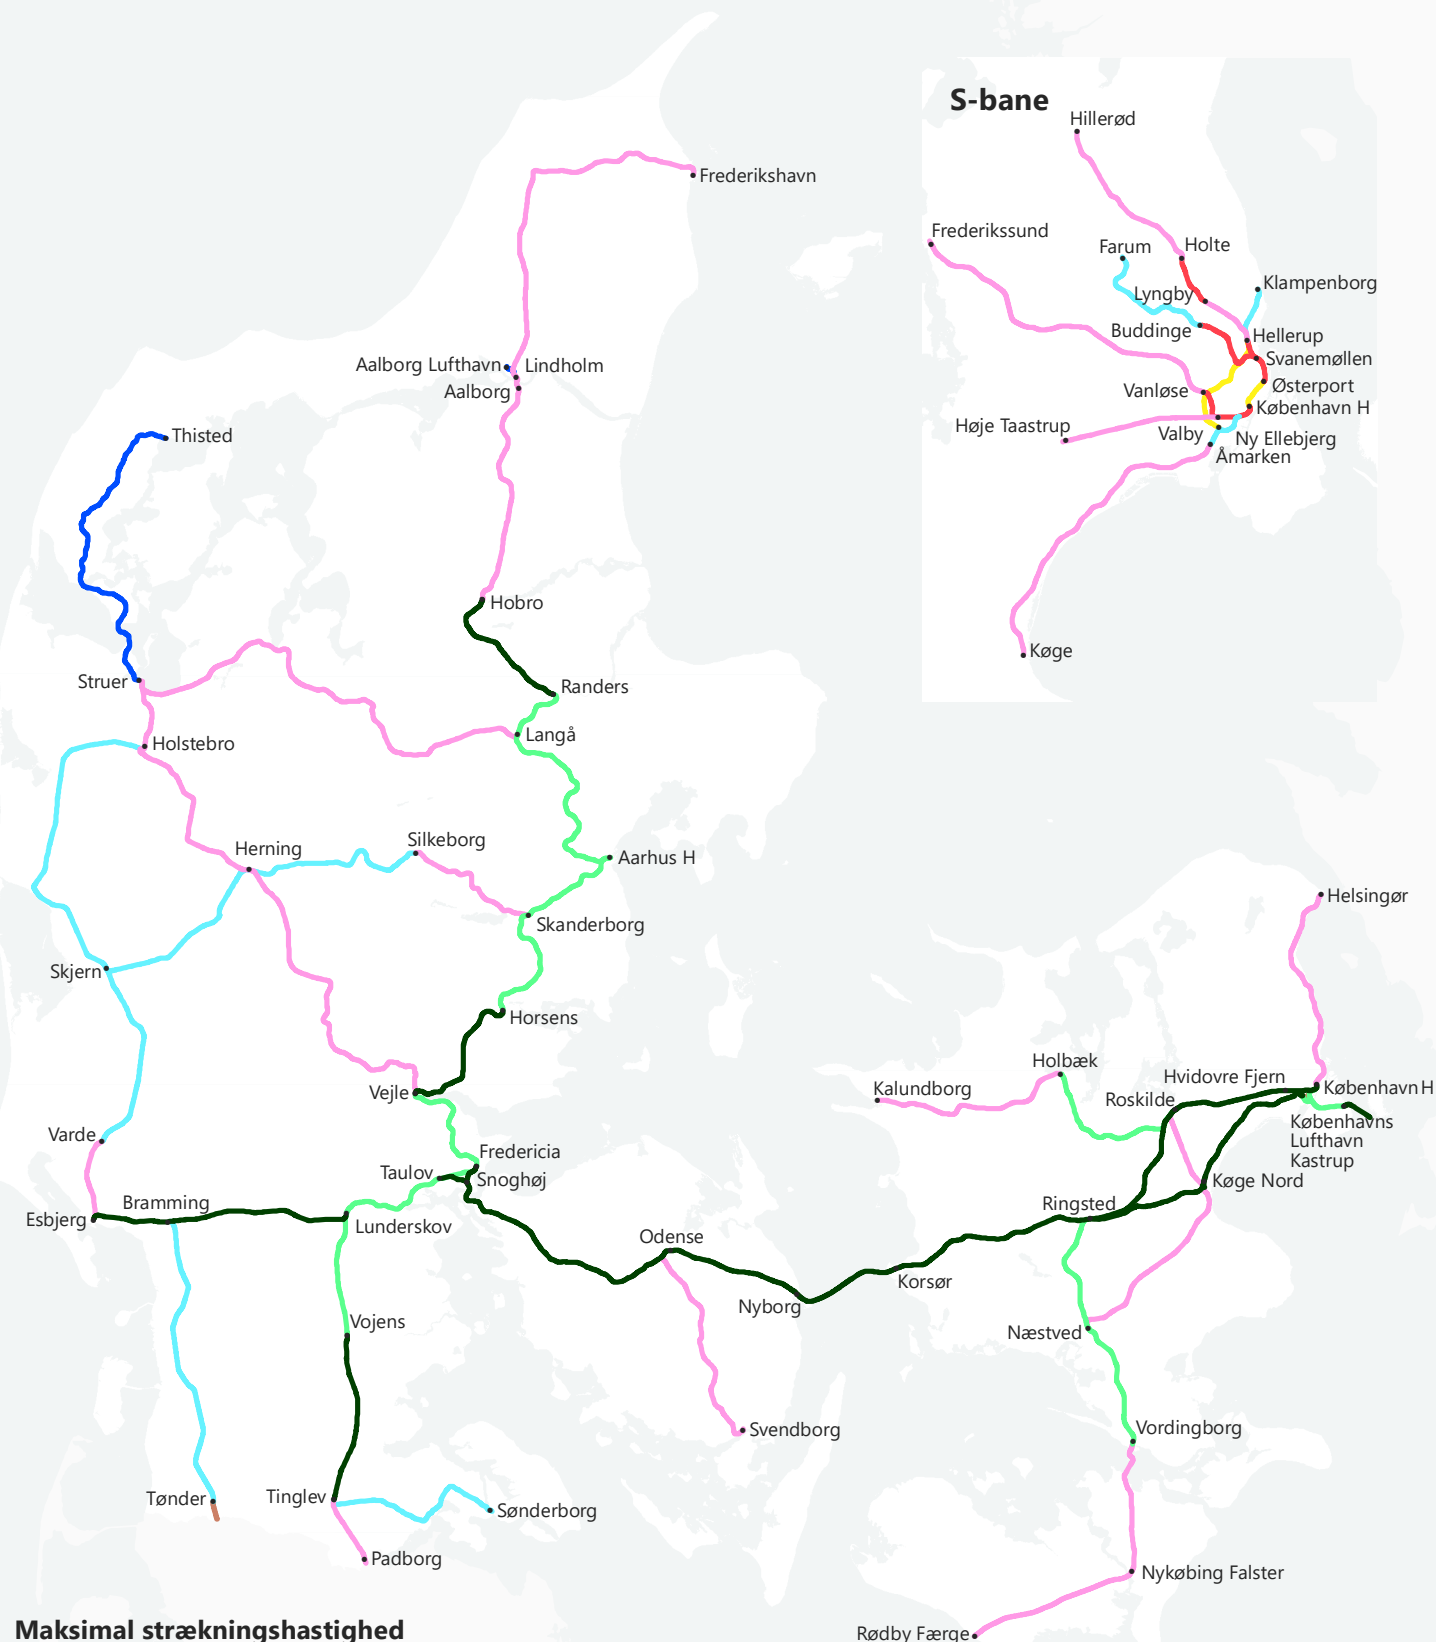 S-bane
Hillerød
Frederikshavn
Frederikssund
Farum
Holte
Klampenborg
Lyngby
Buddinge
Hellerup
Svanemøllen
Aalborg Lufthavn
Lindholm
Aalborg
Vanløse
Østerport
København H
Høje Taastrup
Valby
Ny Ellebjerg
Åmarken
Thisted
Hobro
Køge
Struer
Randers
Langå
Holstebro
Herning
Silkeborg
Aarhus H
Helsingør
Skanderborg
Skjern
Horsens
Holbæk
Hvidovre Fjern
Kalundborg
København H
Vejle
Roskilde
Københavns
Lufthavn
Kastrup
Varde
Fredericia
Taulov
Snoghøj
Køge Nord
Bramming
Ringsted
Esbjerg
Lunderskov
Odense
Korsør
Nyborg
Vojens
Næstved
Svendborg
Vordingborg
Tønder
Tinglev
Sønderborg
Padborg
Nykøbing Falster
Maksimal strækningshastighed
Rødby Færge